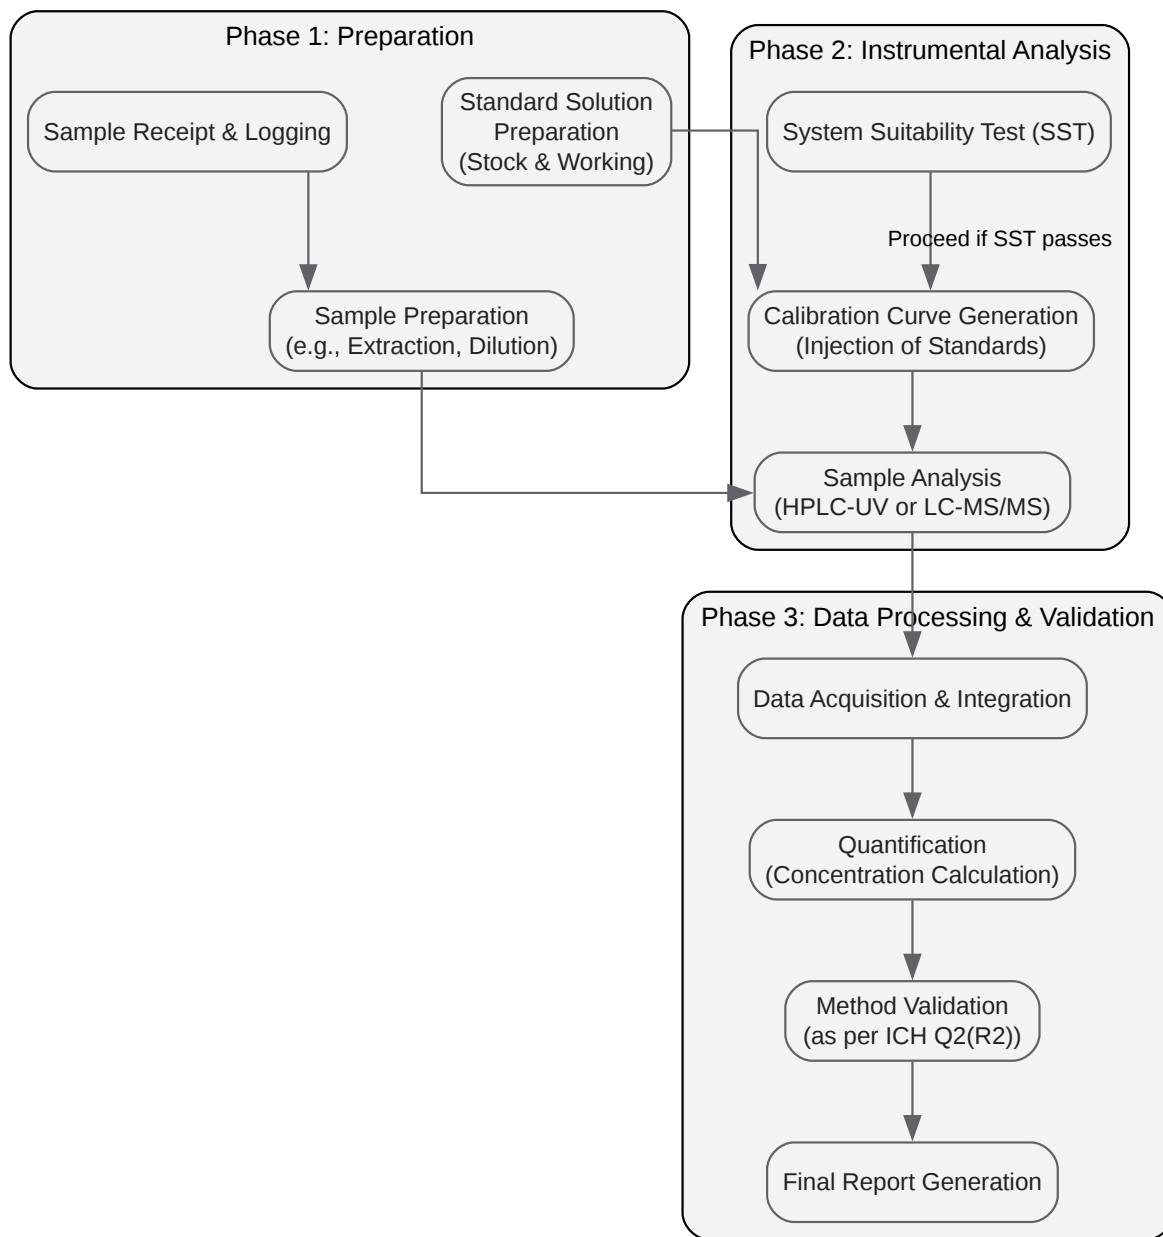 Phase 1: Preparation
Sample Receipt & Logging
Standard Solution
Preparation
(Stock & Working)
Sample Preparation
(e.g., Extraction, Dilution)
Phase 2: Instrumental Analysis
System Suitability Test (SST)
Proceed if SST passes
Calibration Curve Generation
(Injection of Standards)
Sample Analysis
(HPLC-UV or LC-MS/MS)
Phase 3: Data Processing & Validation
Data Acquisition & Integration
Quantification
(Concentration Calculation)
Method Validation
(as per ICH Q2(R2))
Final Report Generation